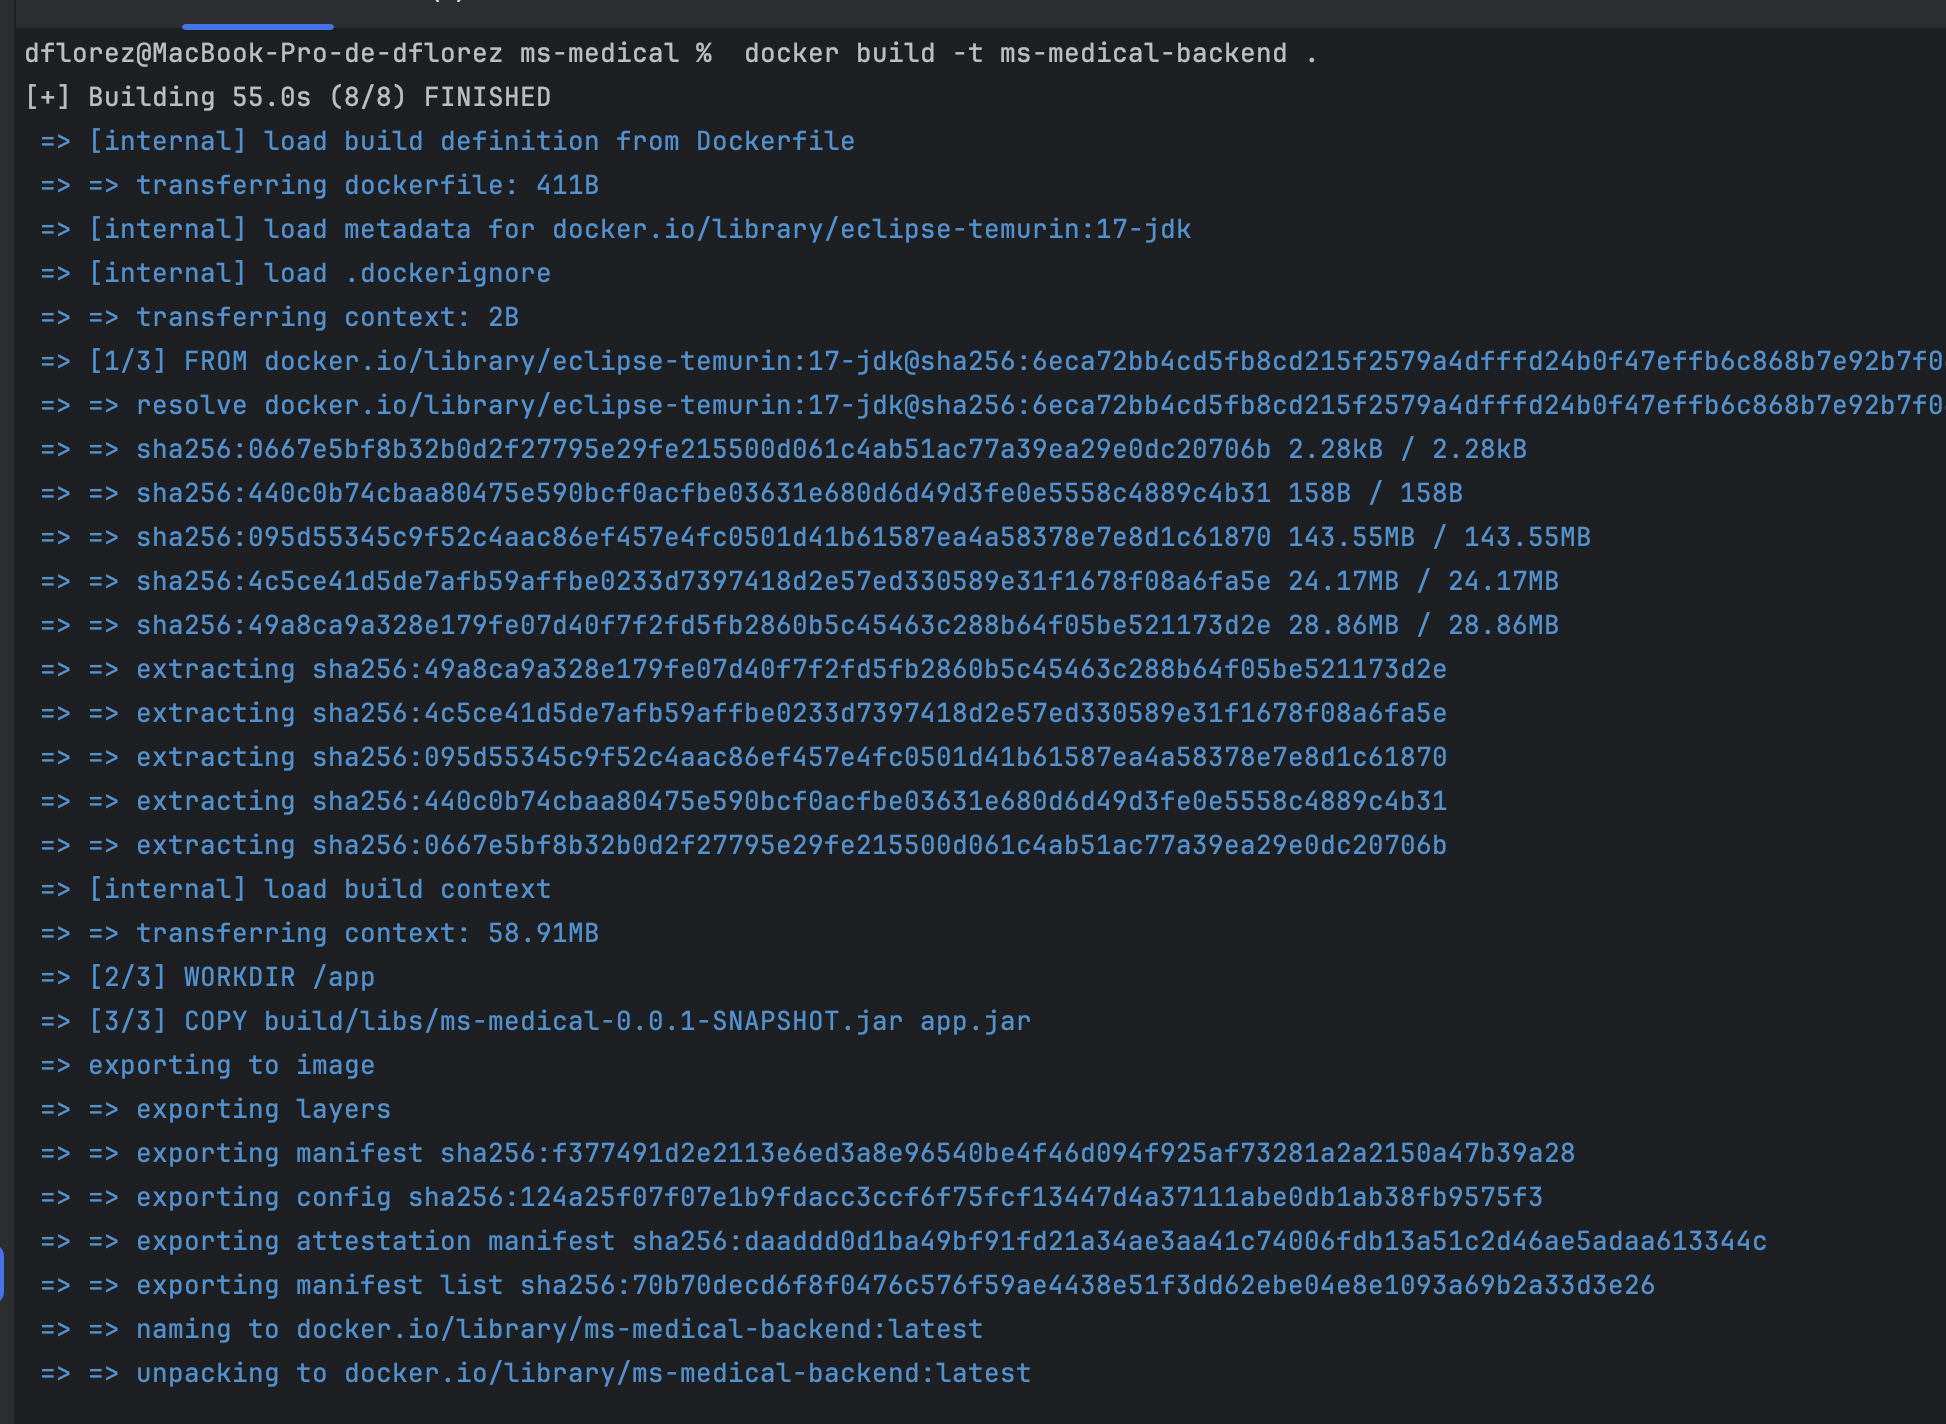 dflorez@MacBook-Pro-de-dflorez ms-medical %  docker build -t ms-medical-backend .
[+] Building 55.0s (8/8) FINISHED
 => [internal] load build definition from Dockerfile
 => => transferring dockerfile: 411B
 => [internal] load metadata for docker.io/library/eclipse-temurin:17-jdk
 => [internal] load .dockerignore
 => => transferring context: 2B
 => [1/3] FROM docker.io/library/eclipse-temurin:17-jdk@sha256:6eca72bb4cd5fb8cd215f2579a4dfffd24b0f47effb6c868b7e92b7f0
 => => resolve docker.io/library/eclipse-temurin:17-jdk@sha256:6eca72bb4cd5fb8cd215f2579a4dfffd24b0f47effb6c868b7e92b7f0
 => => sha256:0667e5bf8b32b0d2f27795e29fe215500d061c4ab51ac77a39ea29e0dc20706b 2.28kB / 2.28kB
 => => sha256:440c0b74cbaa80475e590bcf0acfbe03631e680d6d49d3fe0e5558c4889c4b31 158B / 158B
 => => sha256:095d55345c9f52c4aac86ef457e4fc0501d41b61587ea4a58378e7e8d1c61870 143.55MB / 143.55MB
 => => sha256:4c5ce41d5de7afb59affbe0233d7397418d2e57ed330589e31f1678f08a6fa5e 24.17MB / 24.17MB
 => => sha256:49a8ca9a328e179fe07d40f7f2fd5fb2860b5c45463c288b64f05be521173d2e 28.86MB / 28.86MB
 => => extracting sha256:49a8ca9a328e179fe07d40f7f2fd5fb2860b5c45463c288b64f05be521173d2e
 => => extracting sha256:4c5ce41d5de7afb59affbe0233d7397418d2e57ed330589e31f1678f08a6fa5e
 => => extracting sha256:095d55345c9f52c4aac86ef457e4fc0501d41b61587ea4a58378e7e8d1c61870
 => => extracting sha256:440c0b74cbaa80475e590bcf0acfbe03631e680d6d49d3fe0e5558c4889c4b31
 => => extracting sha256:0667e5bf8b32b0d2f27795e29fe215500d061c4ab51ac77a39ea29e0dc20706b
 => [internal] load build context
 => => transferring context: 58.91MB
 => [2/3] WORKDIR /app
 => [3/3] COPY build/libs/ms-medical-0.0.1-SNAPSHOT.jar app.jar
 => exporting to image
 => => exporting layers
 => => exporting manifest sha256:f377491d2e2113e6ed3a8e96540be4f46d094f925af73281a2a2150a47b39a28
 => => exporting config sha256:124a25f07f07e1b9fdacc3ccf6f75fcf13447d4a37111abe0db1ab38fb9575f3
 => => exporting attestation manifest sha256:daaddd0d1ba49bf91fd21a34ae3aa41c74006fdb13a51c2d46ae5adaa613344c
 => => exporting manifest list sha256:70b70decd6f8f0476c576f59ae4438e51f3dd62ebe04e8e1093a69b2a33d3e26
 => => naming to docker.io/library/ms-medical-backend:latest
 => => unpacking to docker.io/library/ms-medical-backend:latest